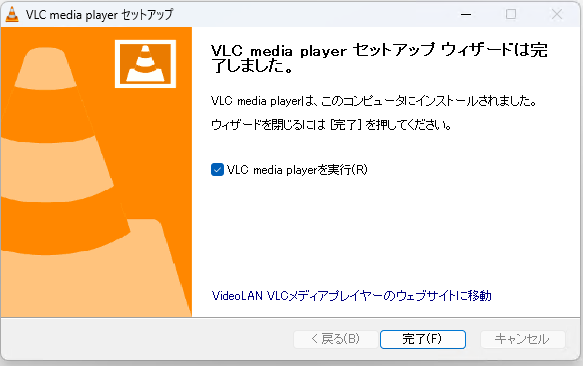 VLC media player セットアップ
VLC media player セットアップ ウィザードは完
了しました。
VLC media playerは、このコンピュータにインストールされました。
ウィザードを閉じるには [完了] を押してください。
VLC media playerを実行(R)
VideoLAN VLCメディアプレイヤーのウェブサイトに移動
< 戻る(B)
完了(F)
キャンセル